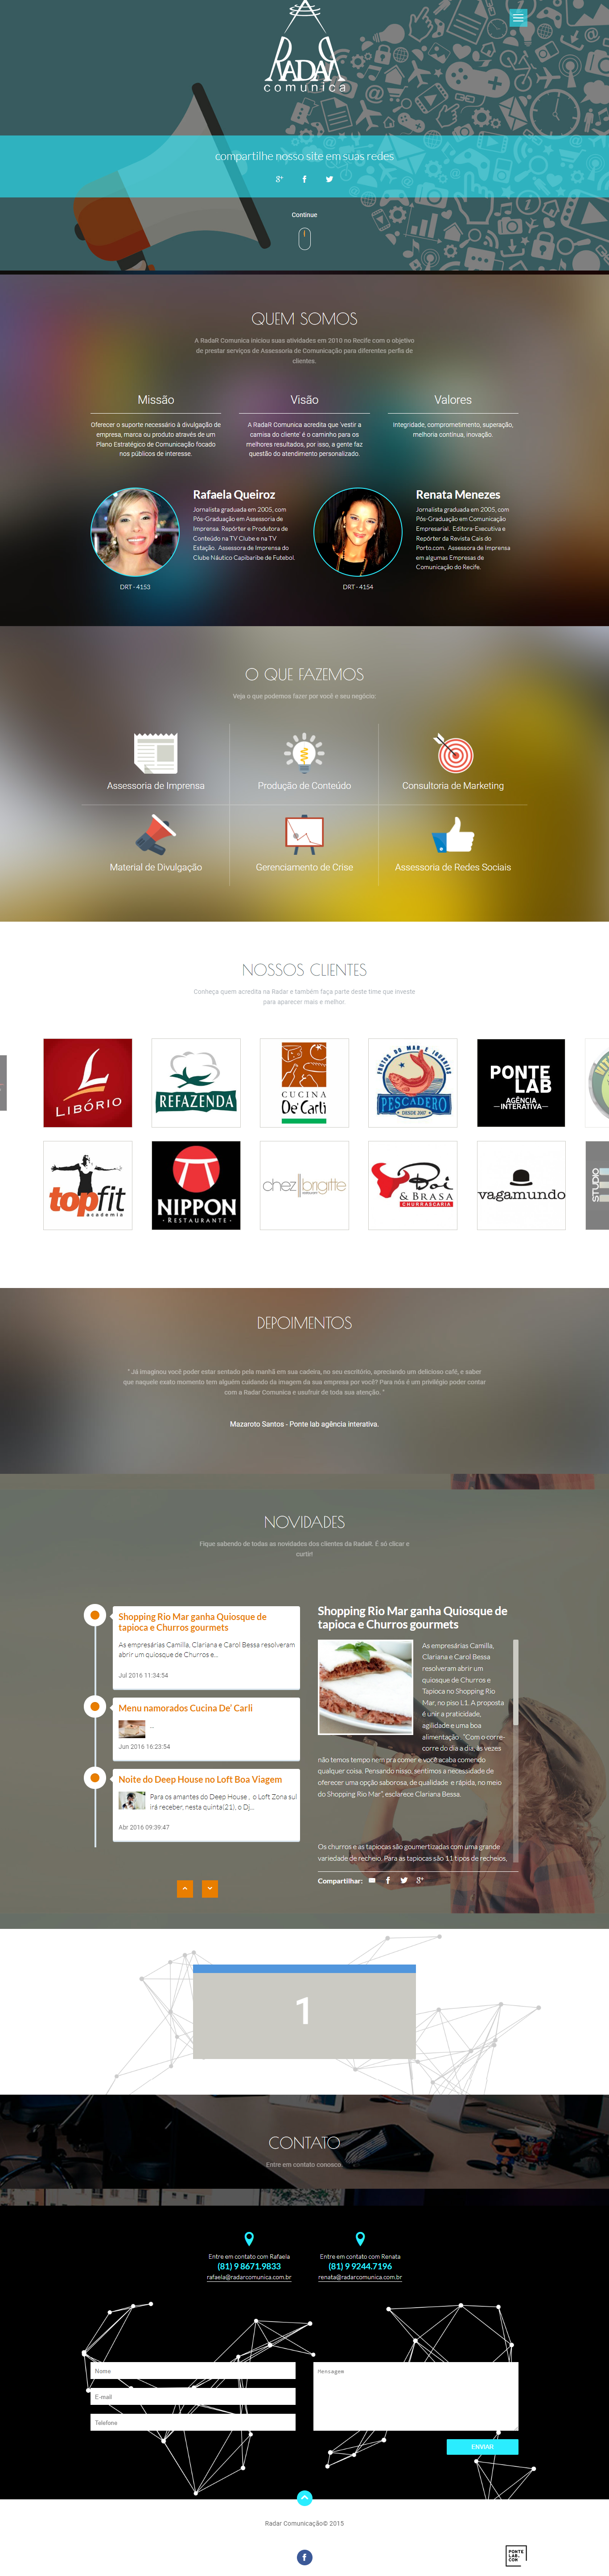 RADAR
comunica
compartilhe nosso site em suas redes
Continue
QUEM SOMOS
A RadaR Comunica iniciou suas atividades em 2010 no Recife com o objetivo
de prestar serviços de Assessoria de Comunicação para diferentes perfis de
clientes.
Missão
Oferecer o suporte necessário à divulgação de
empresa, marca ou produto através de um
Plano Estratégico de Comunicação focado
nos públicos de interesse.
Visão
A RadaR Comunica acredita que 'vestir a
camisa do cliente' é o caminho para os
melhores resultados, por isso, a gente faz
questão do atendimento personalizado.
Valores
Integridade, comprometimento, superação,
melhoria contínua, inovação.
Rafaela Queiroz
Jornalista graduada em 2005, com
Pós-Graduação em Assessoria de
Imprensa. Repórter e Produtora de
Conteúdo na TV Clube e na TV
Estação. Assessora de Imprensa do
Clube Náutico Capibaribe de Futebol.
DRT - 4153
Renata Menezes
Jornalista graduada em 2005, com
Pós-Graduação em Comunicação
Empresarial. Editora-Executiva e
Repórter da Revista Cais do
Porto.com. Assessora de Imprensa
em algumas Empresas de
Comunicação do Recife.
DRT - 4154
O QUE FAZEMOS
Veja o que podemos fazer por você e seu negócio:
Assessoria de Imprensa
Produção de Conteúdo
Consultoria de Marketing
Material de Divulgação
Gerenciamento de Crise
Assessoria de Redes Sociais
NOSSOS CLIENTES
Conheça quem acredita na Radar e também faça parte deste time que investe
para aparecer mais e melhor.
LIBÓRIO
REFAZENDA
CUCINA
De' Carli
FRUTOS DO MAR E IGUARIAS
PESCADERO
DESDE 2007
PONTE
LAB
AGÊNCIA
INTERATIVA
topfit
academia
NIPPON
RESTAURANTE
chez brigitte
Boi
& BRASA
CHURRASCARIA
vagamundo
STUDIO
DEPOIMENTOS
" Já imaginou você poder estar sentado pela manhã em sua cadeira, no seu escritório, apreciando um delicioso café, e saber
que naquele exato momento tem alguém cuidando da imagem da sua empresa por você? Para nós é um privilégio poder contar
com a Radar Comunica e usufruir de toda sua atenção. "
Mazaroto Santos - Ponte lab agência interativa.
NOVIDADES
Fique sabendo de todas as novidades dos clientes da RadaR. É só clicar e
curtir!
Shopping Rio Mar ganha Quiosque de
tapioca e Churros gourmets
As empresárias Camilla, Clariana e Carol Bessa resolveram
abrir um quiosque de Churros e...
Jul 2016 11:34:54
Menu namorados Cucina De' Carli
...
Jun 2016 16:23:54
Noite do Deep House no Loft Boa Viagem
Para os amantes do Deep House , o Loft Zona sul
irá receber, nesta quinta(21), o Dj...
Abr 2016 09:39:47
Shopping Rio Mar ganha Quiosque de
tapioca e Churros gourmets
As empresárias Camilla,
Clariana e Carol Bessa
resolveram abrir um
quiosque de Churros e
Tapioca no Shopping Rio
Mar, no piso L1. A proposta
é unir a praticidade,
agilidade e uma boa
alimentação . "Com o corre-
corre do dia a dia, às vezes
não temos tempo nem pra comer e você acaba comendo
qualquer coisa. Pensando nisso, sentimos a necessidade de
oferecer uma opção saborosa, de qualidade e rápida, no meio
do Shopping Rio Mar", esclarece Clariana Bessa.
Os churros e as tapiocas são gourmetizadas com uma grande
variedade de recheio. Para as tapiocas são 11 tipos de recheios,
Compartilhar:
1
CONTATO
Entre em contato conosco.
Entre em contato com Rafaela
(81) 9 8671.9833
rafaela@radarcomunica.com.br
Entre em contato com Renata
(81) 9 9244.7196
renata@radarcomunica.com.br
Nome
E-mail
Telefone
Mensagem
ENVIAR
Radar Comunicação© 2015
PONTE
LAB.
COM